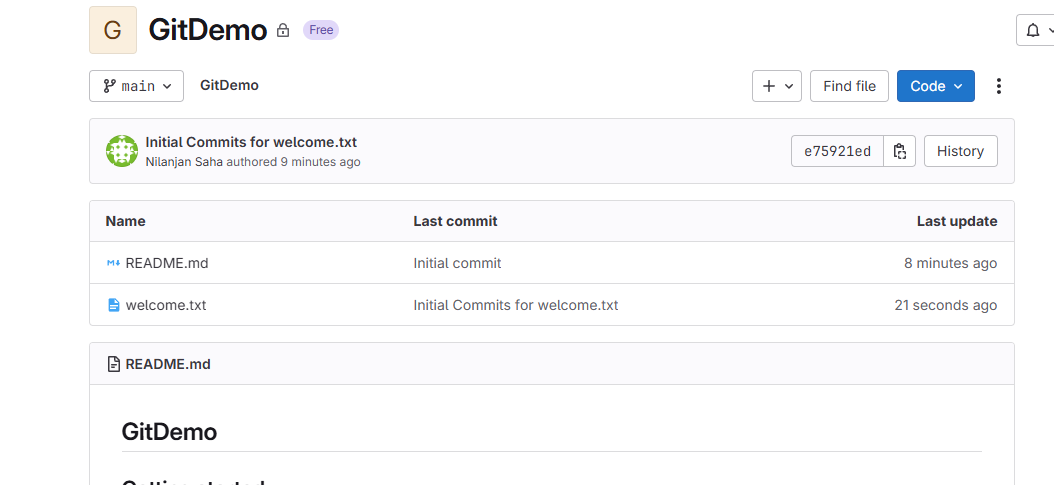 G GitDemo Free
main GitDemo Find file Code
Initial Commits for welcome.txt
Nilanjan Saha authored 9 minutes ago
e75921ed History
Name Last commit Last update
README.md Initial commit 8 minutes ago
welcome.txt Initial Commits for welcome.txt 21 seconds ago
README.md
GitDemo
Getting started